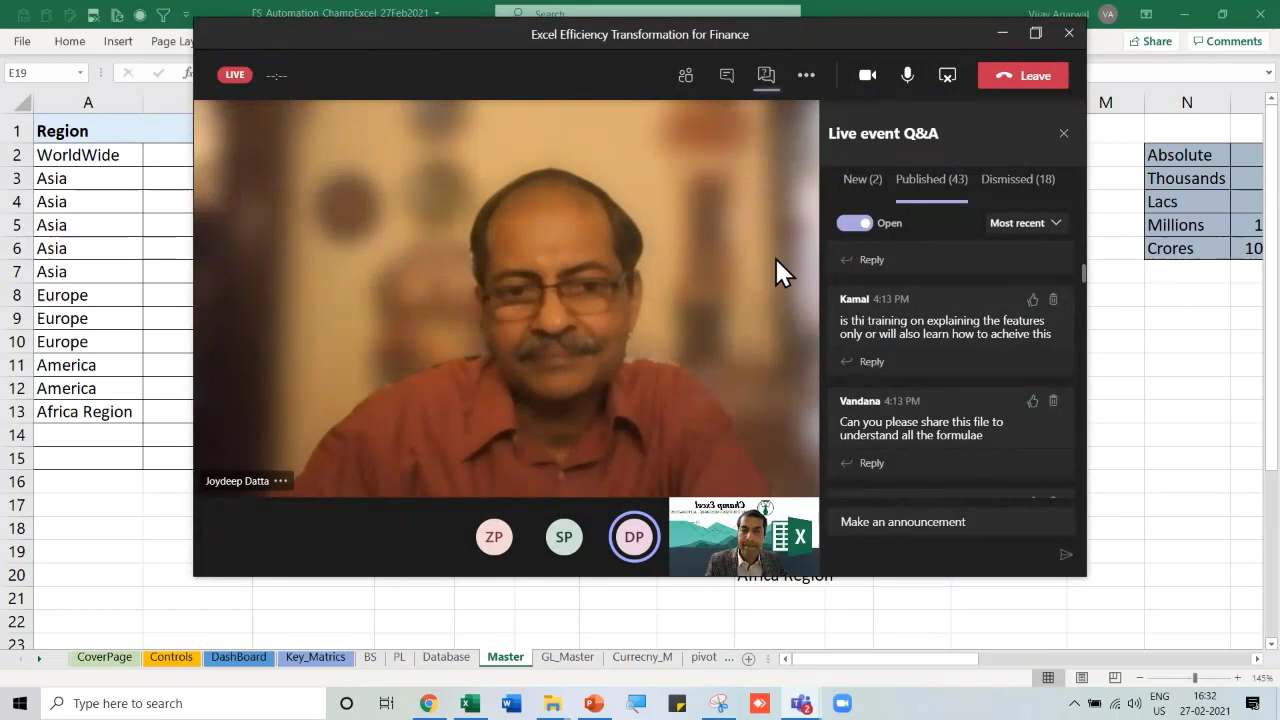 FS Automation ChampExcel 27Feb2021
Search
Vijay Agarwal
VA
File
Home
Insert
Page Lay
Share
Comments
Excel Efficiency Transformation for Finance
LIVE
--:--
Leave
E19
A
M
N
1 Region
2 WorldWide
3 Asia
4 Asia
5 Asia
6 Asia
7 Asia
8 Europe
9 Europe
10 Europe
11 America
12 America
13 Africa Region
14
15
16
17
18
19
20
21
22
23
Absolute
Thousands
Lacs
Millions 1
Crores 10
Live event Q&A
New (2)
Published (43)
Dismissed (18)
Open
Most recent
Reply
Kamal 4:13 PM
is thi training on explaining the features
only or will also learn how to acheive this
Reply
Vandana 4:13 PM
Can you please share this file to
understand all the formulae
Reply
Make an announcement
Joydeep Datta
ZP
SP
DP
Champ Excel
X
Africa Region
CoverPage
Controls
DashBoard
Key_Matrics
BS
PL
Database
Master
GL_Master
Currecny_M
pivot
...
145%
Type here to search
2
ENG
US
16:32
27-02-2021